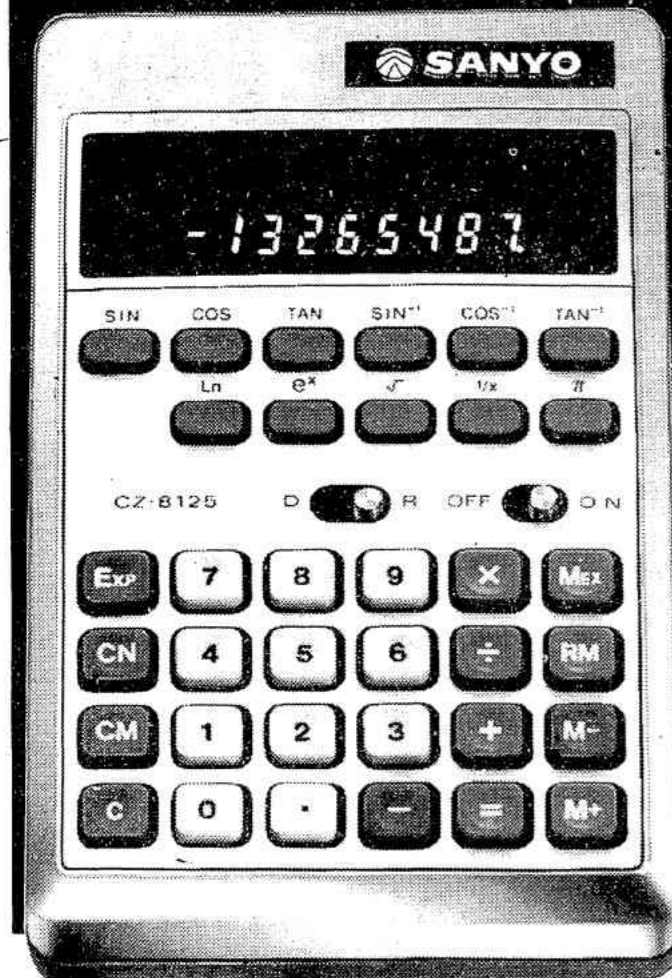 SANYO
-13265487.
SIN COS TAN SIN⁻¹ COS⁻¹ TAN⁻¹
Ln eˣ √ 1/x π
CZ-8125 D R OFF ON
EXP 7 8 9 × MEX
CN 4 5 6 ÷ RM
CM 1 2 3 + M-
C 0 . - = M+